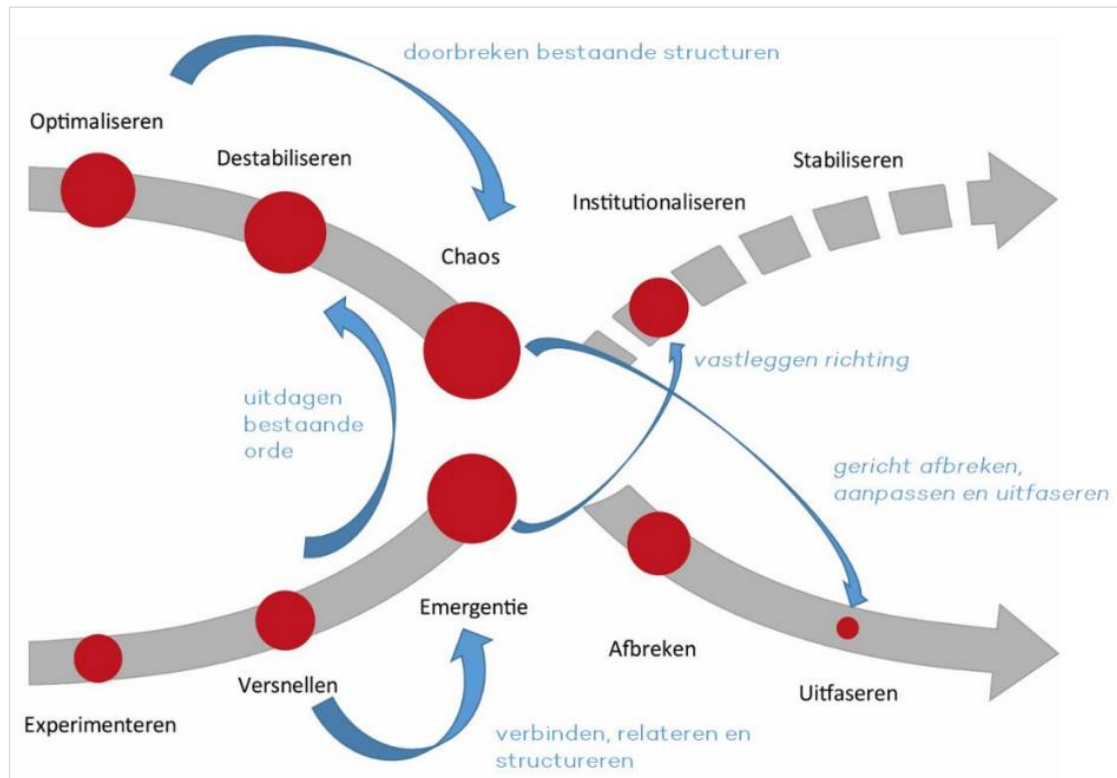 doorbreken bestaande structuren
Optimaliseren
Destabiliseren
Stabiliseren
Institutionaliseren
Chaos
vastleggen richting
uitdagen
bestaande
orde
gericht afbreken,
aanpassen en uitfaseren
Emergentie
Afbreken
Versnellen
Uitfaseren
Experimenteren
verbinden, relateren en
structureren